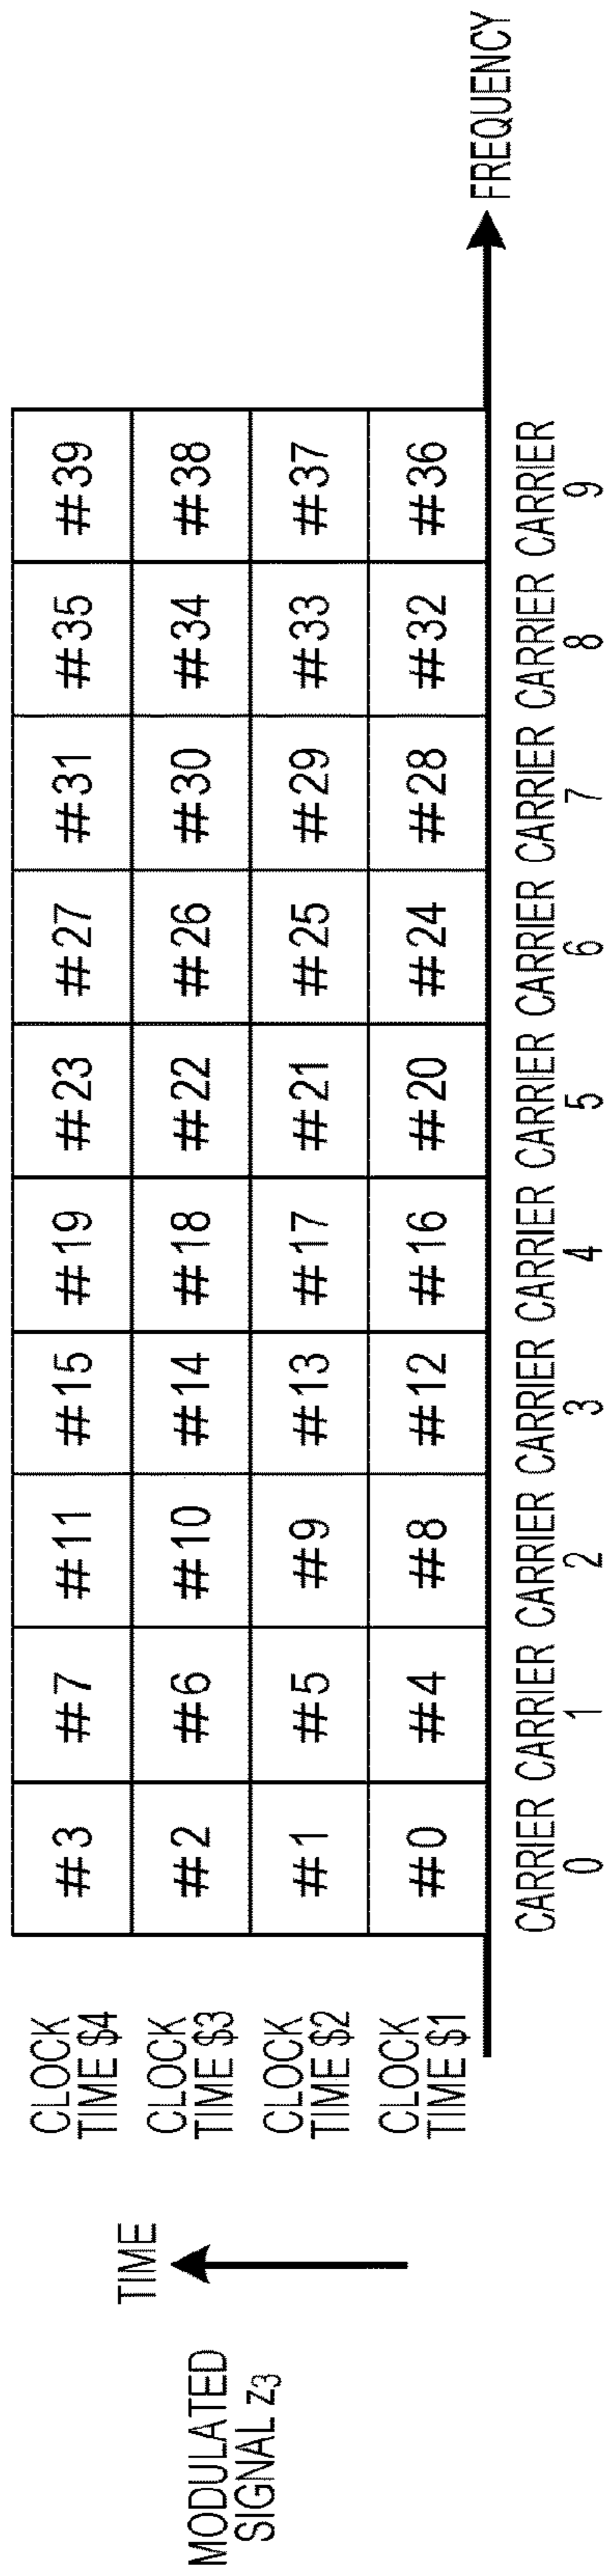 MODULATED
SIGNAL z3
TIME
CLOCK
TIME $4
#3 #7 #11 #15 #19 #23 #27 #31 #35 #39
CLOCK
TIME $3
#2 #6 #10 #14 #18 #22 #26 #30 #34 #38
CLOCK
TIME $2
#1 #5 #9 #13 #17 #21 #25 #29 #33 #37
CLOCK
TIME $1
#0 #4 #8 #12 #16 #20 #24 #28 #32 #36
FREQUENCY
CARRIER CARRIER CARRIER CARRIER CARRIER CARRIER CARRIER CARRIER CARRIER CARRIER
0 1 2 3 4 5 6 7 8 9